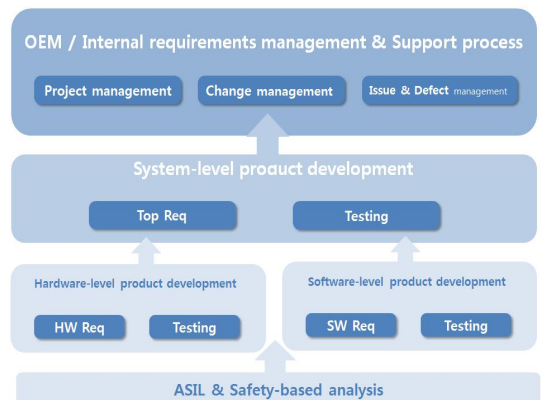 OEM / Internal requirements management & Support process
Project management
Change management
Issue & Defect management
System-level product development
Top Req
Testing
Hardware-level product development
Software-level product development
HW Req
Testing
SW Req
Testing
ASIL & Safety-based analysis